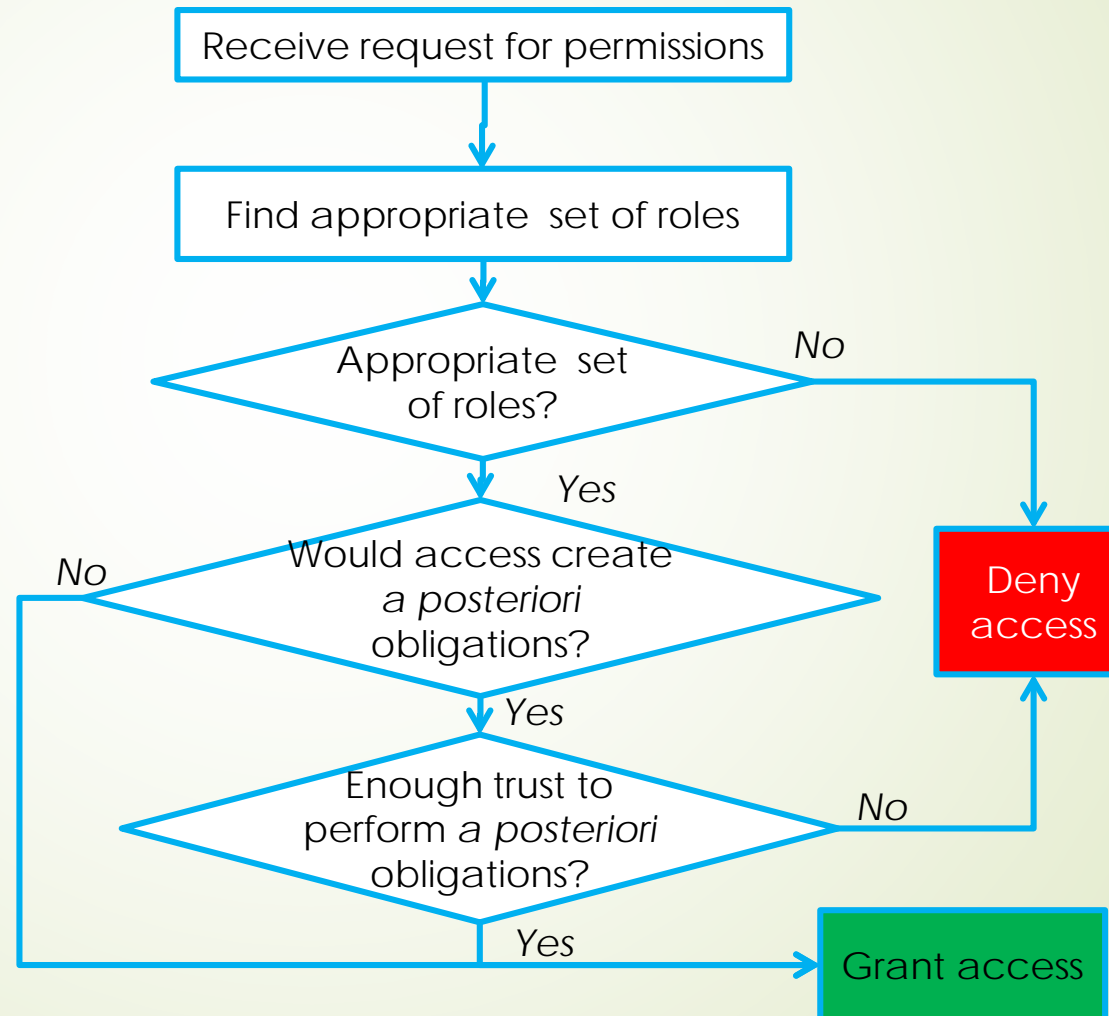 Receive request for permissions
Find appropriate set of roles
Appropriate set
of roles?
No
Yes
Would access create
a posteriori
obligations?
No
Deny
access
Yes
Enough trust to
perform a posteriori
obligations?
No
Yes
Grant access